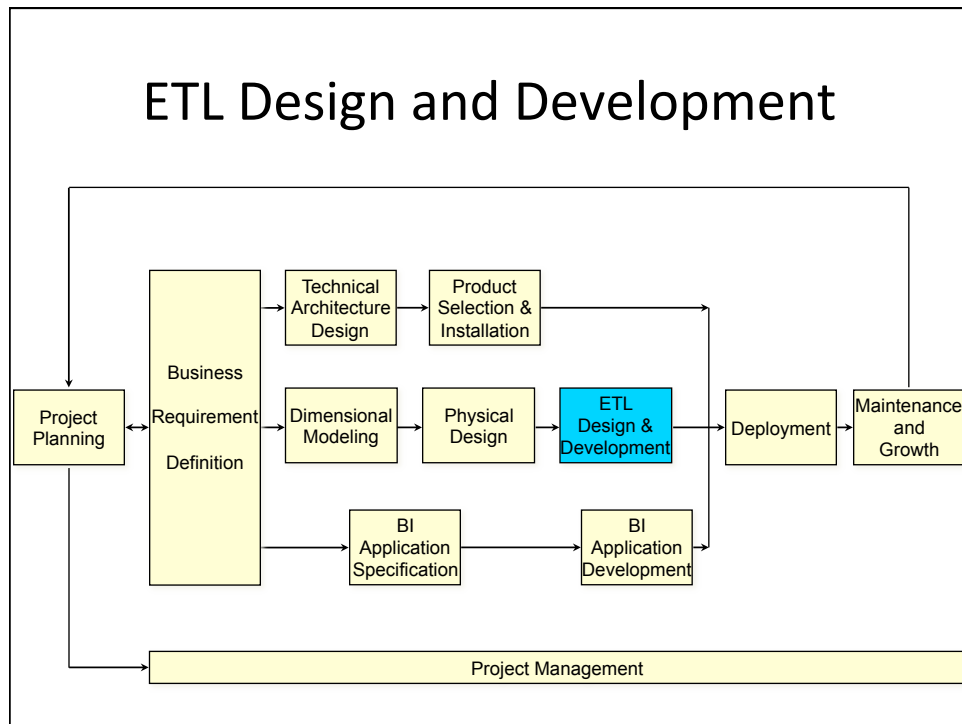 ETL Design and Development
Technical
Architecture
Design
Product
Selection &
Installation
Business
Requirement
Definition
Project
Planning
Dimensional
Modeling
Physical
Design
ETL
Design &
Development
Deployment
Maintenance
and
Growth
BI
Application
Specification
BI
Application
Development
Project Management